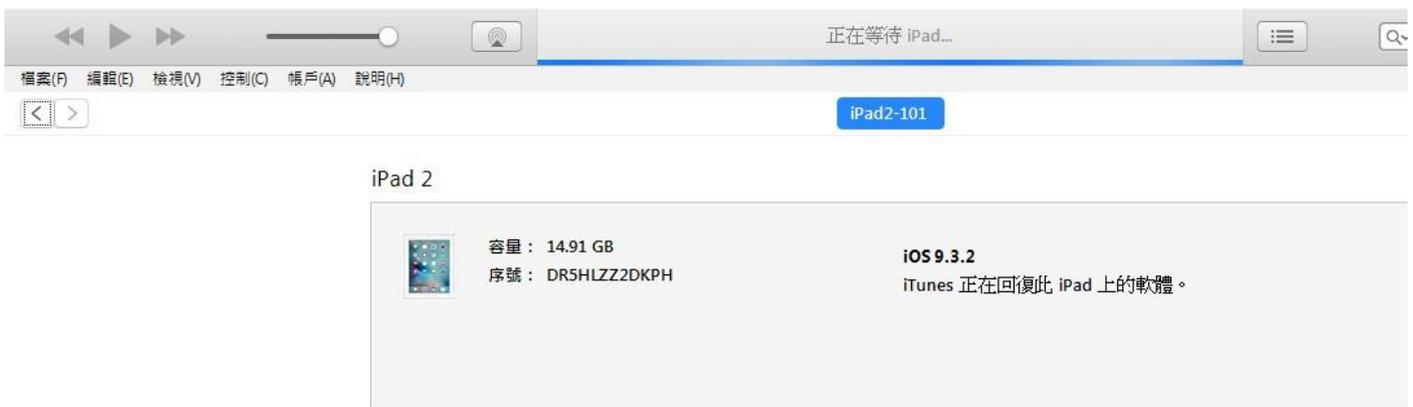 正在等待 iPad...
檔案(F) 編輯(E) 檢視(V) 控制(C) 帳戶(A) 說明(H)
iPad2-101
iPad 2
容量： 14.91 GB
序號： DR5HLZZ2DKPH
iOS 9.3.2
iTunes 正在回復此 iPad 上的軟體。